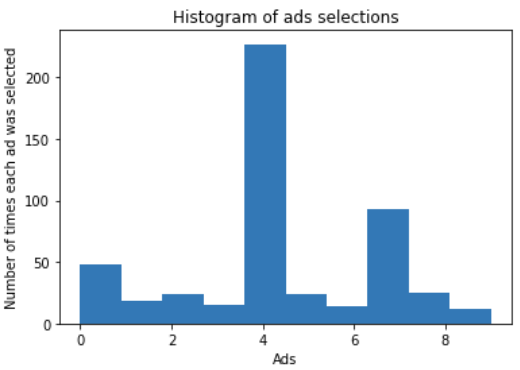 Histogram of ads selections
Number of times each ad was selected
200
150
100
50
0
0 2 4 6 8
Ads